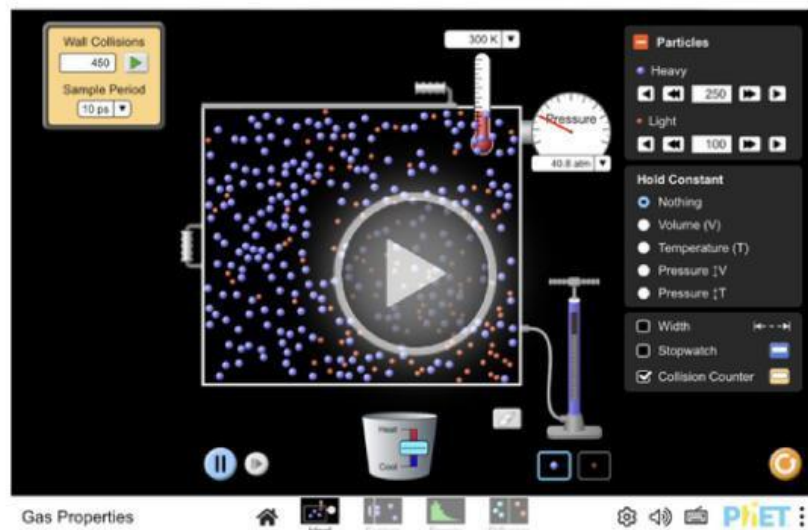 Wall Collisions
450
Sample Period
10 ps
300 K
Pressure
40.8 atm
Particles
Heavy
250
Light
100
Hold Constant
Nothing
Volume (V)
Temperature (T)
Pressure ↕V
Pressure ↕T
Width
Stopwatch
Collision Counter
Heat
Cool
Gas Properties
PhET